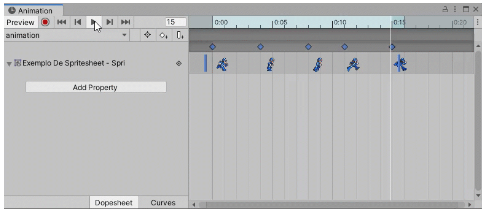 Animation
Preview 15 0:00 0:05 0:10 0:15 0:20
animation
Exemplo De Spritesheet - Spri
Add Property
Dopesheet Curves